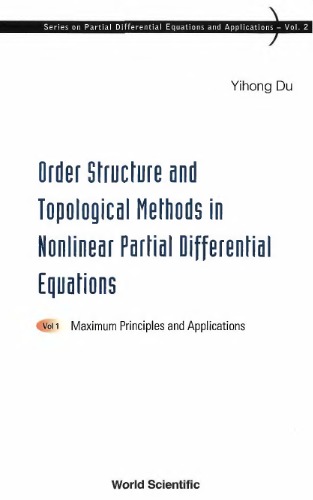 Series on Partial Differential Equations and Applications – Vol. 2
Yihong Du
Order Structure and
Topological Methods in
Nonlinear Partial Differential
Equations
Vol 1 Maximum Principles and Applications
World Scientific